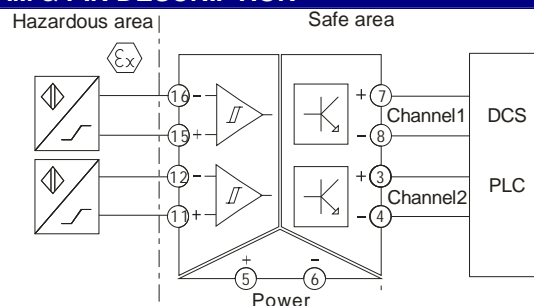 Hazardous area
Safe area
Ex
16 -
15 +
12 -
11 +
+ 7
Channel1
- 8
+ 3
Channel2
- 4
DCS
PLC
+ -
5 6
Power